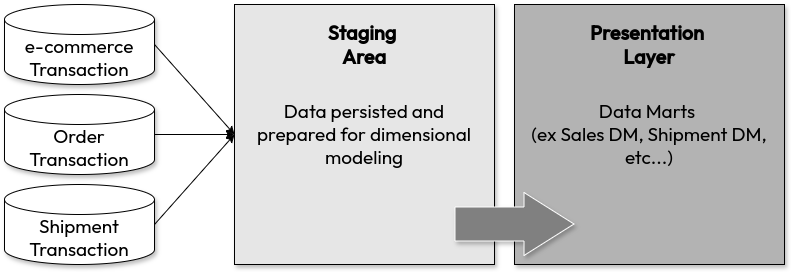 e-commerce
Transaction
Order
Transaction
Shipment
Transaction
Staging
Area
Data persisted and
prepared for dimensional
modeling
Presentation
Layer
Data Marts
(ex Sales DM, Shipment DM,
etc...)